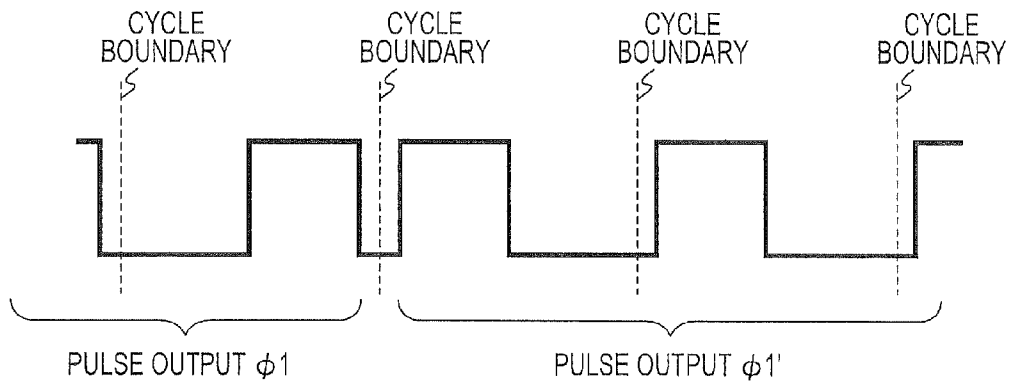 CYCLE
BOUNDARY
CYCLE
BOUNDARY
CYCLE
BOUNDARY
CYCLE
BOUNDARY
PULSE OUTPUT ϕ1
PULSE OUTPUT ϕ1'